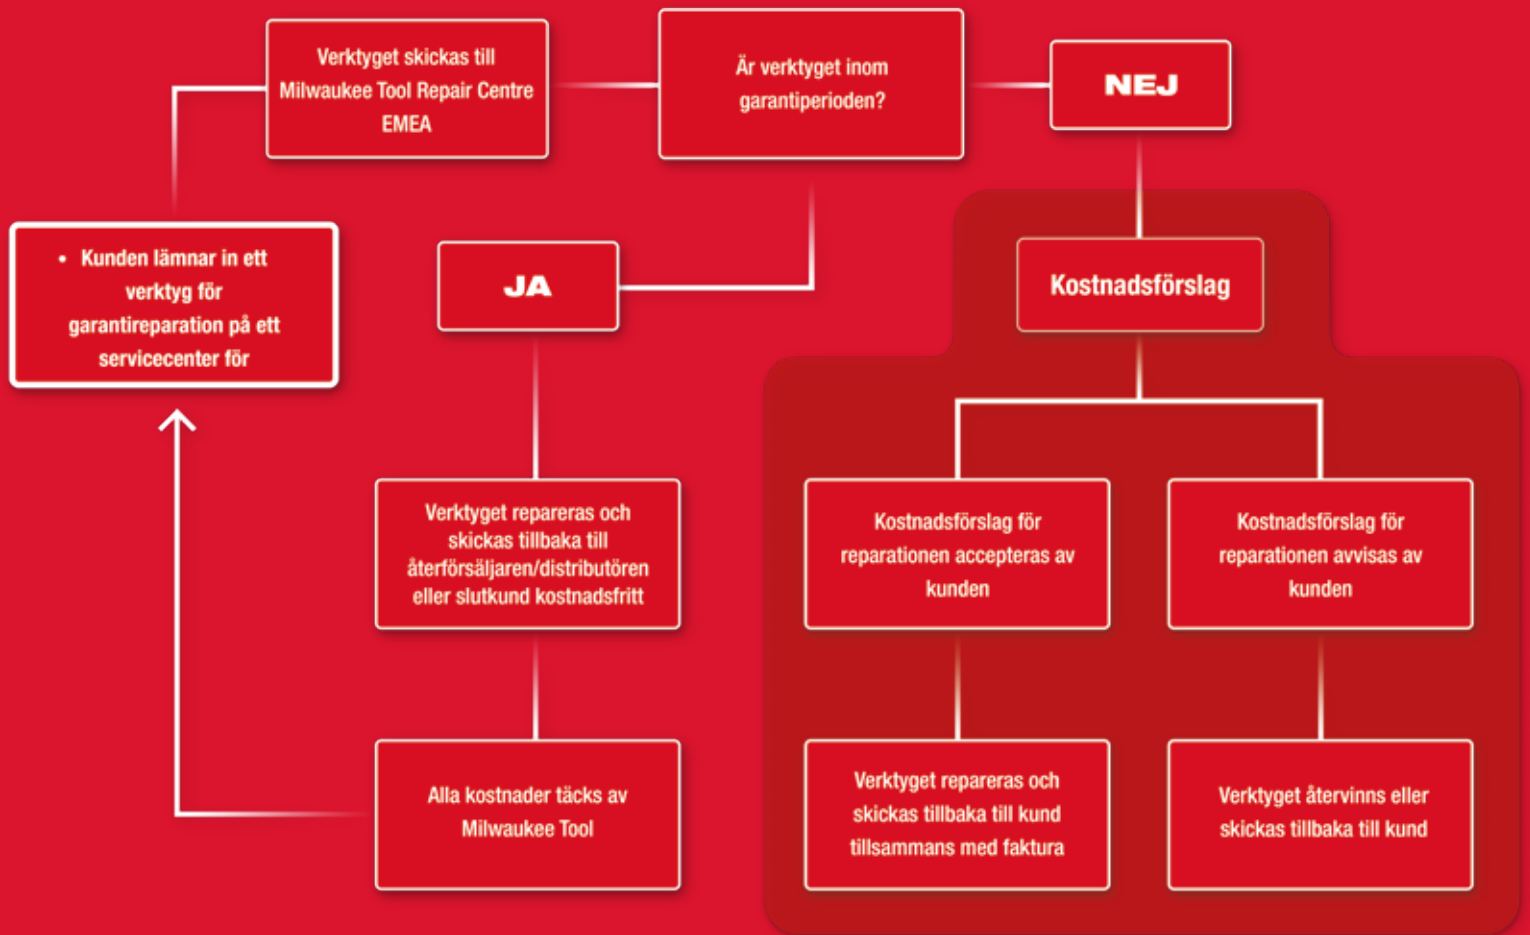 Verktyget skickas till
Milwaukee Tool Repair Centre
EMEA
Är verktyget inom
garantiperioden?
NEJ
• Kunden lämnar in ett
verktyg för
garantireparation på ett
servicecenter för
JA
Kostnadsförslag
Verktyget repareras och
skickas tillbaka till
återförsäljaren/distributören
eller slutkund kostnadsfritt
Kostnadsförslag för
reparationen accepteras av
kunden
Kostnadsförslag för
reparationen avvisas av
kunden
Alla kostnader täcks av
Milwaukee Tool
Verktyget repareras och
skickas tillbaka till kund
tillsammans med faktura
Verktyget återvinns eller
skickas tillbaka till kund